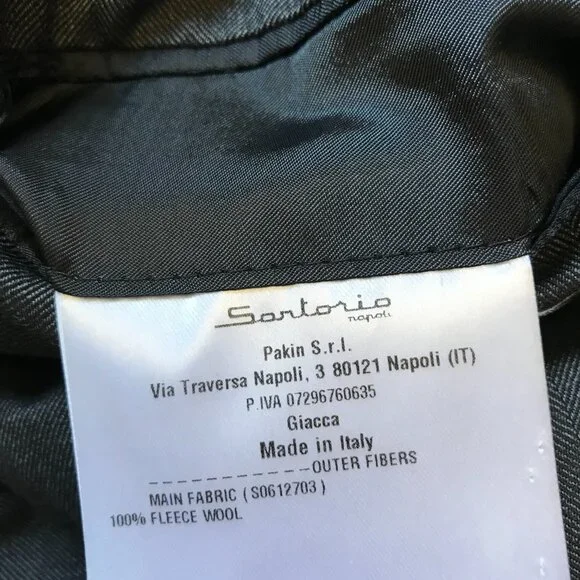 Sartorio
napoli
Pakin S.r.l.
Via Traversa Napoli, 3 80121 Napoli (IT)
P.IVA 07296760635
Giacca
Made in Italy
------------OUTER FIBERS
MAIN FABRIC (S0612703)
100% FLEECE WOOL